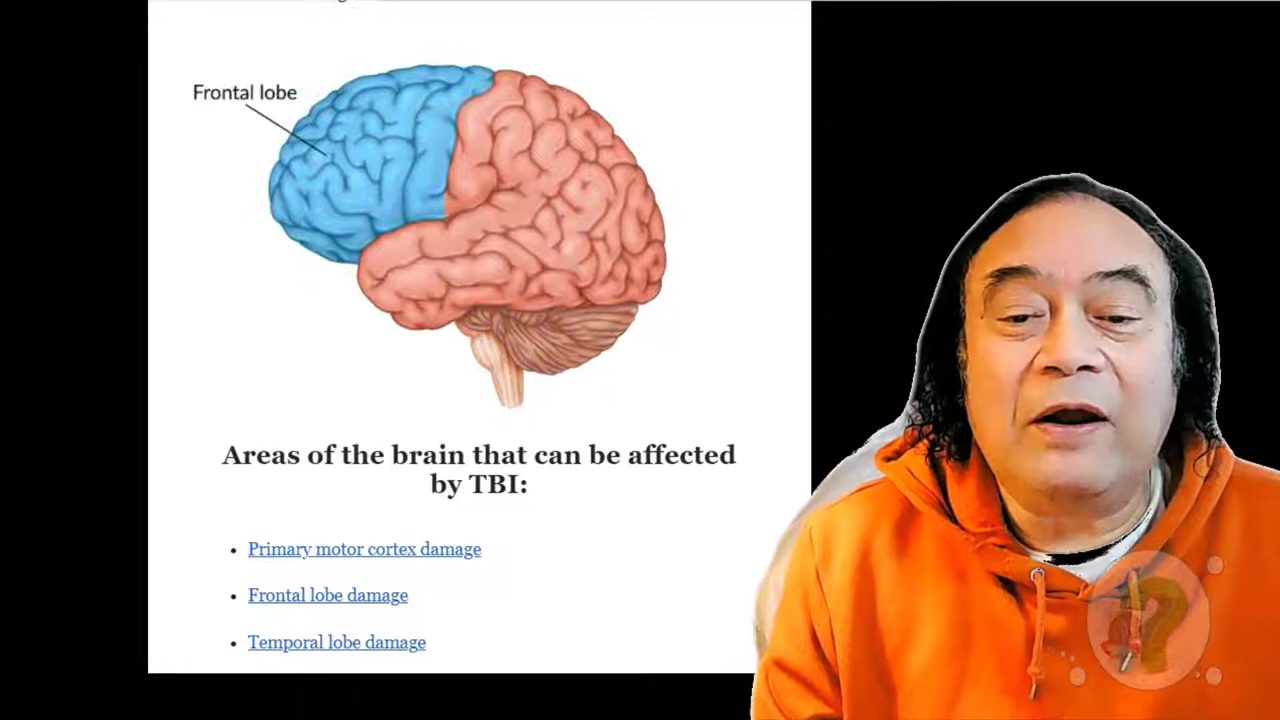 Frontal lobe
Areas of the brain that can be affected
by TBI:
Primary motor cortex damage
Frontal lobe damage
Temporal lobe damage
?